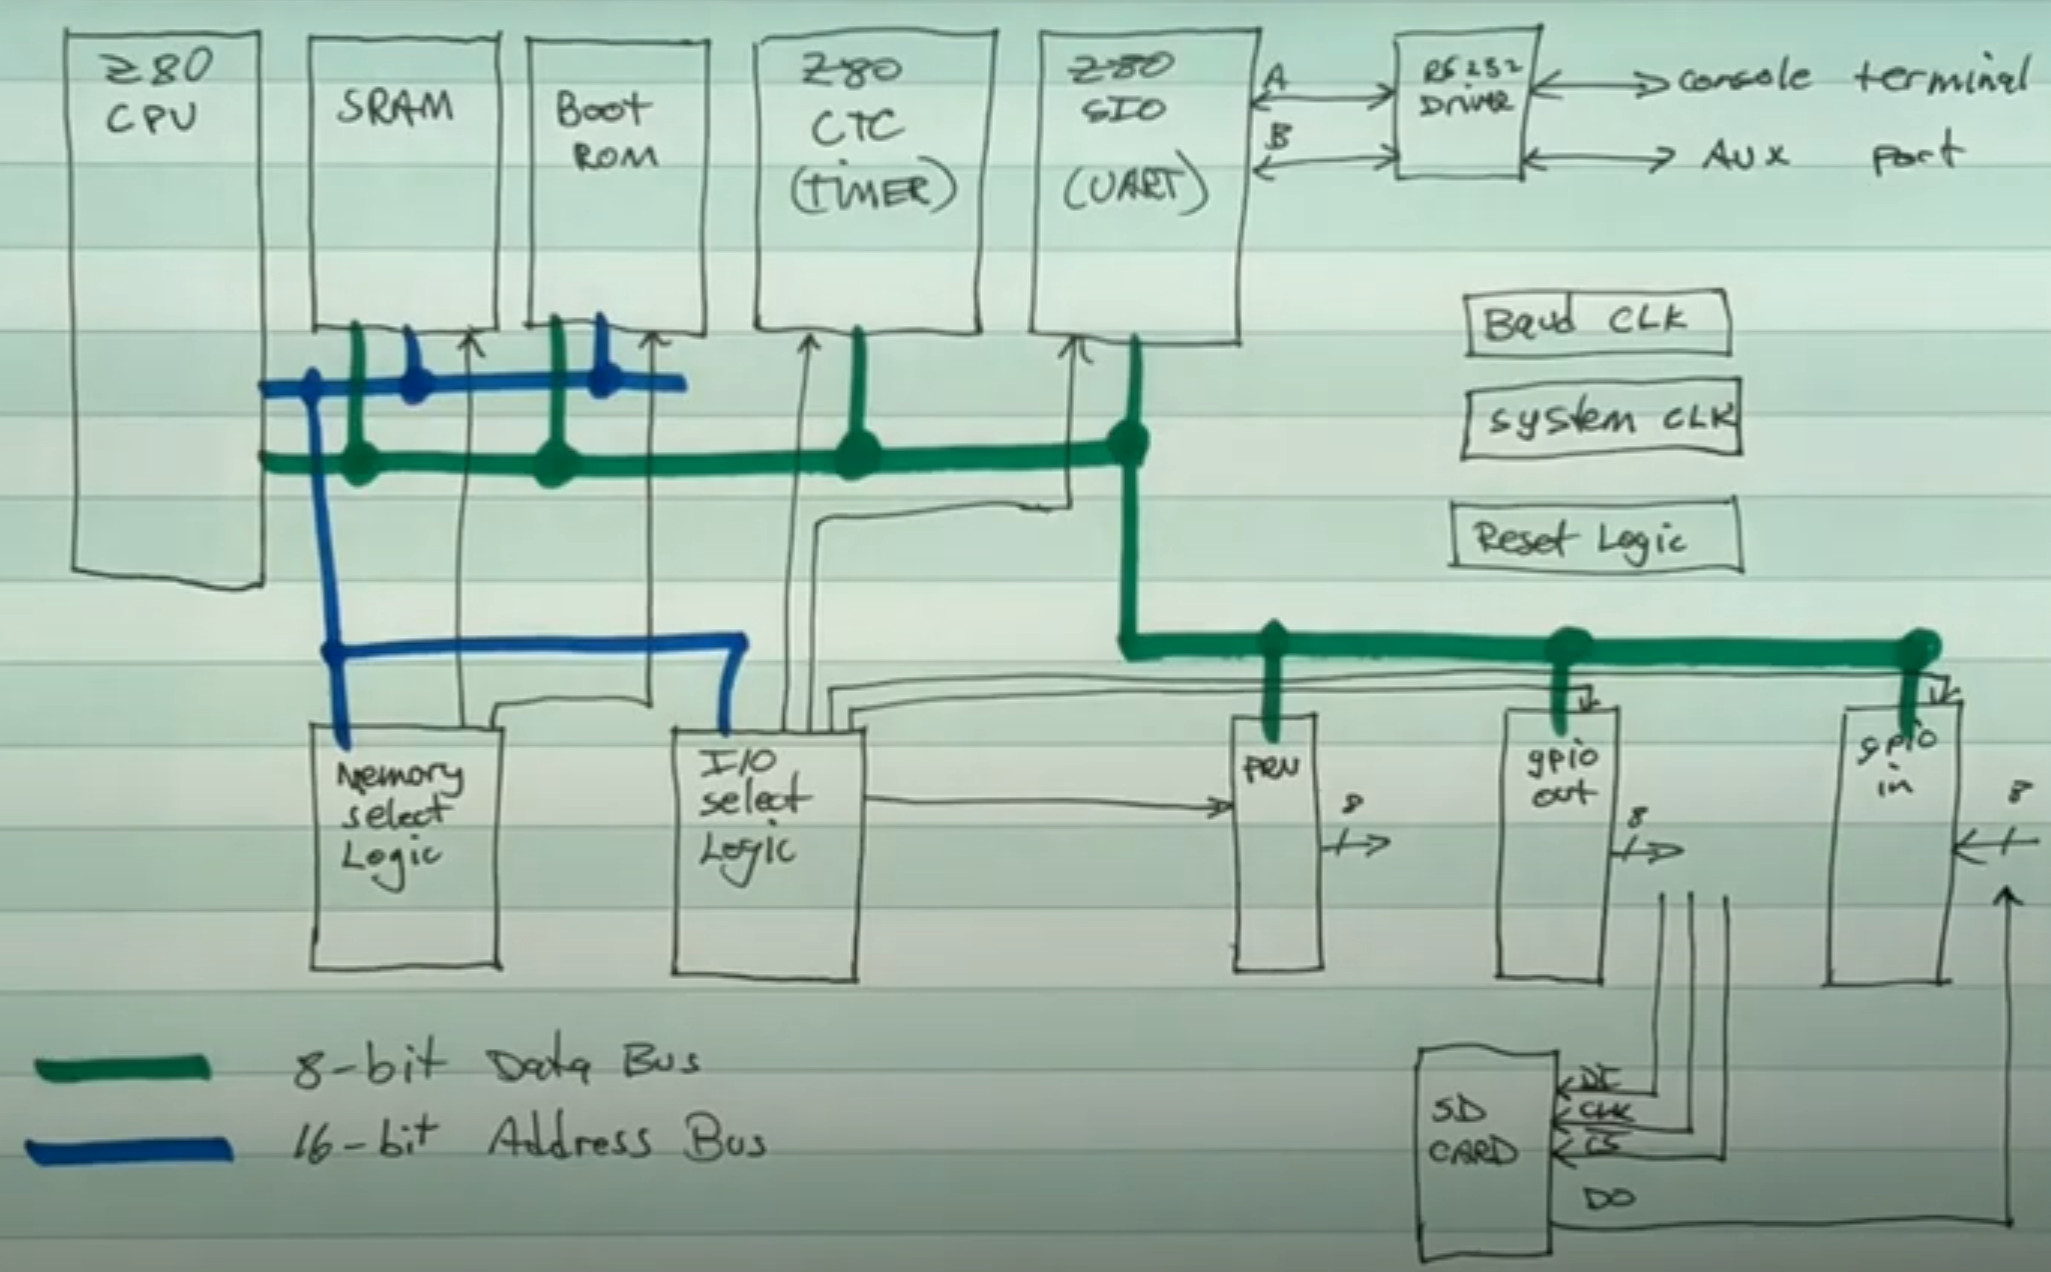 Z80
CPU
SRAM
Boot
ROM
Z80
CTC
(TIMER)
Z80
SIO
(UART)
A
B
RS232
Driver
console terminal
Aux port
Baud CLK
System CLK
Reset Logic
Memory
select
Logic
I/O
select
Logic
PRN
8
gpio
out
8
gpio
in
8
SD
CARD
DI
CLK
CS
DO
8-bit Data Bus
16-bit Address Bus